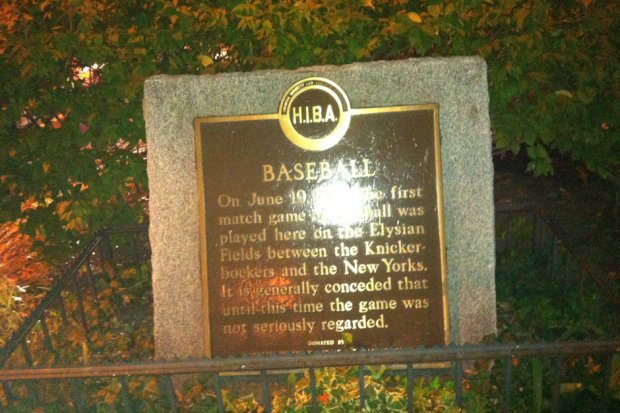 H.I.B.A.
BASEBALL
On June 19 first
match game was
played here on the Elysian
Fields between the Knicker-
bockers and the New Yorks.
It is generally conceded that
until this time the game was
not seriously regarded.
DONATED BY